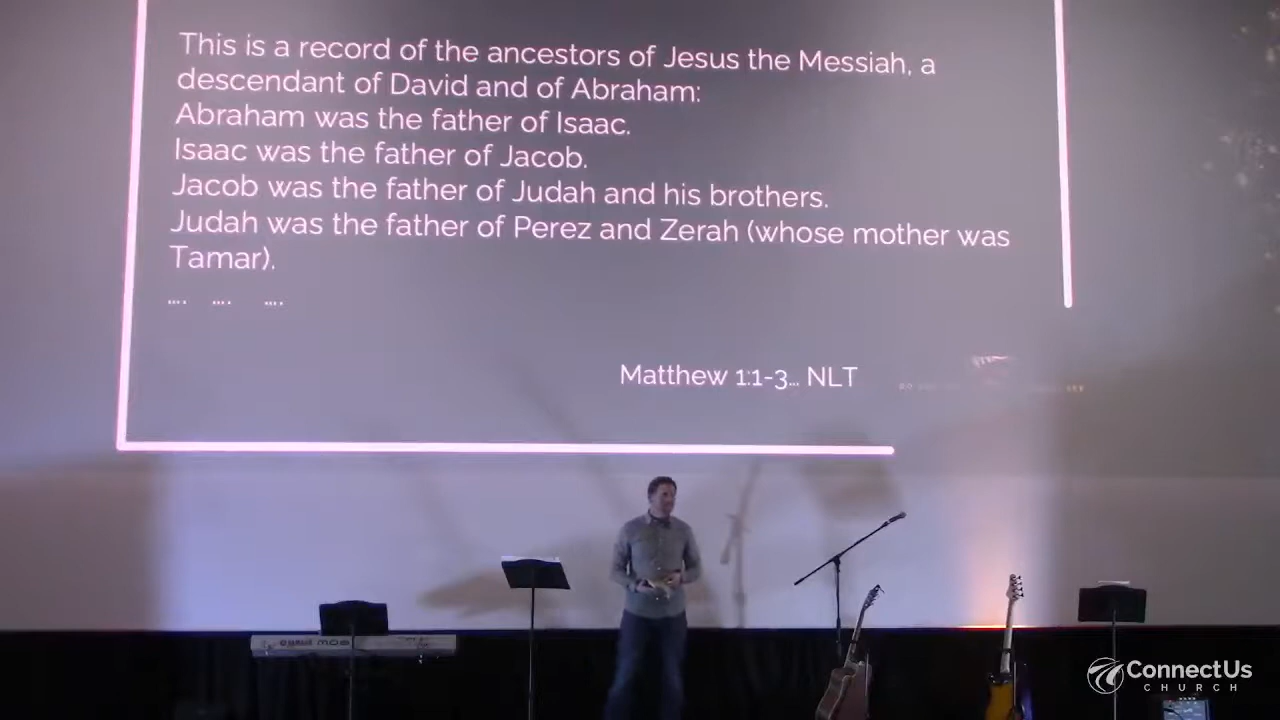 This is a record of the ancestors of Jesus the Messiah, a
descendant of David and of Abraham:
Abraham was the father of Isaac.
Isaac was the father of Jacob.
Jacob was the father of Judah and his brothers.
Judah was the father of Perez and Zerah (whose mother was
Tamar).
.... .... ....
Matthew 1:1-3... NLT
ConnectUs
CHURCH